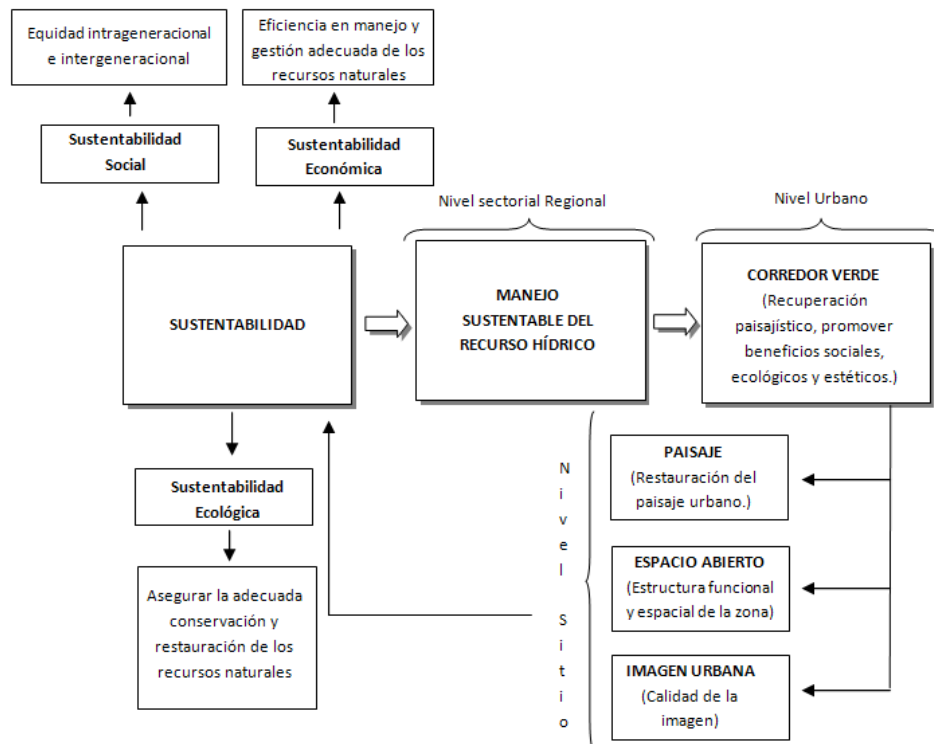 Equidad intrageneracional
e intergeneracional
Eficiencia en manejo y
gestión adecuada de los
recursos naturales
Sustentabilidad
Social
Sustentabilidad
Económica
Nivel sectorial Regional
Nivel Urbano
SUSTENTABILIDAD
MANEJO
SUSTENTABLE DEL
RECURSO HÍDRICO
CORREDOR VERDE
(Recuperación
paisajístico, promover
beneficios sociales,
ecológicos y estéticos.)
Sustentabilidad
Ecológica
Asegurar la adecuada
conservación y
restauración de los
recursos naturales
Nivel Sitio
PAISAJE
(Restauración del
paisaje urbano.)
ESPACIO ABIERTO
(Estructura funcional
y espacial de la zona)
IMAGEN URBANA
(Calidad de la
imagen)